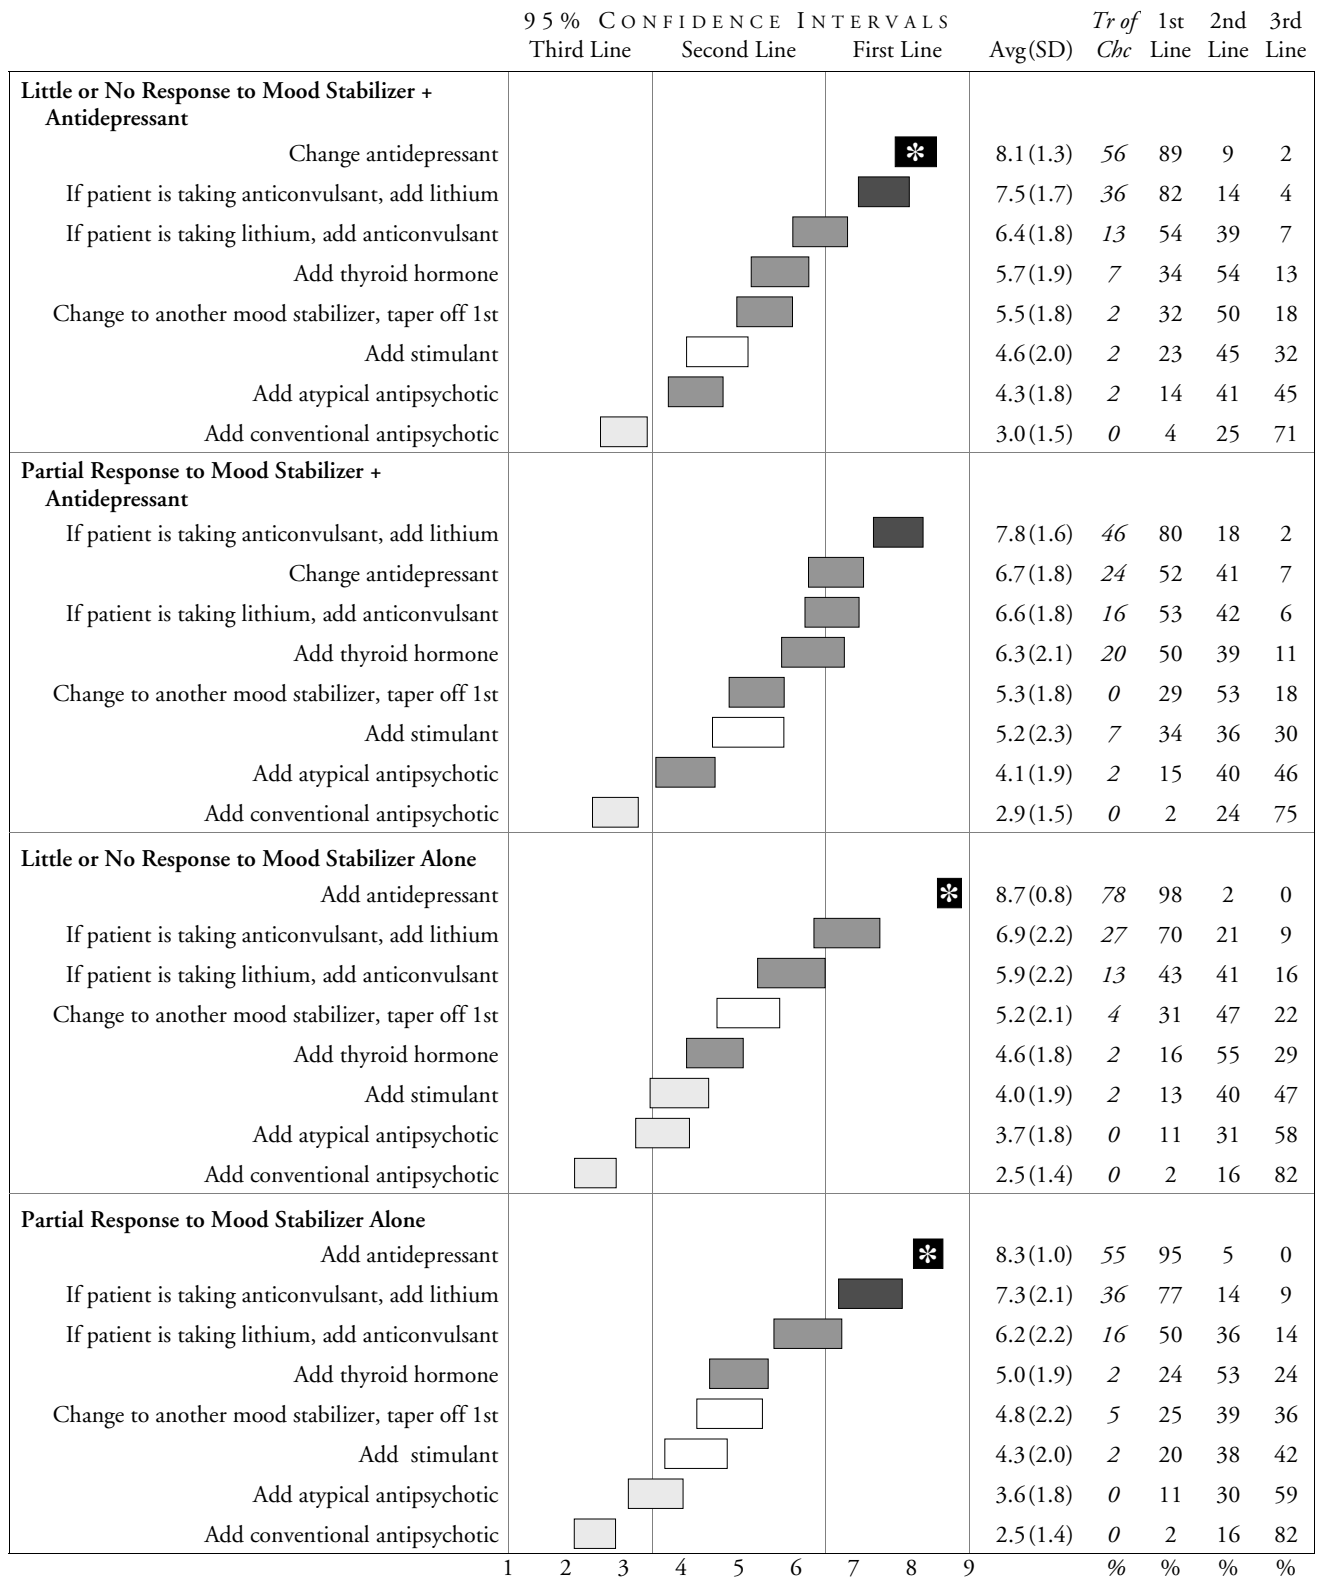 95% CONFIDENCE INTERVALS Tr of 1st 2nd 3rd
Third Line Second Line First Line Avg(SD) Chc Line Line Line
Little or No Response to Mood Stabilizer +
Antidepressant
Change antidepressant * 8.1(1.3) 56 89 9 2
If patient is taking anticonvulsant, add lithium 7.5(1.7) 36 82 14 4
If patient is taking lithium, add anticonvulsant 6.4(1.8) 13 54 39 7
Add thyroid hormone 5.7(1.9) 7 34 54 13
Change to another mood stabilizer, taper off 1st 5.5(1.8) 2 32 50 18
Add stimulant 4.6(2.0) 2 23 45 32
Add atypical antipsychotic 4.3(1.8) 2 14 41 45
Add conventional antipsychotic 3.0(1.5) 0 4 25 71
Partial Response to Mood Stabilizer +
Antidepressant
If patient is taking anticonvulsant, add lithium 7.8(1.6) 46 80 18 2
Change antidepressant 6.7(1.8) 24 52 41 7
If patient is taking lithium, add anticonvulsant 6.6(1.8) 16 53 42 6
Add thyroid hormone 6.3(2.1) 20 50 39 11
Change to another mood stabilizer, taper off 1st 5.3(1.8) 0 29 53 18
Add stimulant 5.2(2.3) 7 34 36 30
Add atypical antipsychotic 4.1(1.9) 2 15 40 46
Add conventional antipsychotic 2.9(1.5) 0 2 24 75
Little or No Response to Mood Stabilizer Alone
Add antidepressant * 8.7(0.8) 78 98 2 0
If patient is taking anticonvulsant, add lithium 6.9(2.2) 27 70 21 9
If patient is taking lithium, add anticonvulsant 5.9(2.2) 13 43 41 16
Change to another mood stabilizer, taper off 1st 5.2(2.1) 4 31 47 22
Add thyroid hormone 4.6(1.8) 2 16 55 29
Add stimulant 4.0(1.9) 2 13 40 47
Add atypical antipsychotic 3.7(1.8) 0 11 31 58
Add conventional antipsychotic 2.5(1.4) 0 2 16 82
Partial Response to Mood Stabilizer Alone
Add antidepressant * 8.3(1.0) 55 95 5 0
If patient is taking anticonvulsant, add lithium 7.3(2.1) 36 77 14 9
If patient is taking lithium, add anticonvulsant 6.2(2.2) 16 50 36 14
Add thyroid hormone 5.0(1.9) 2 24 53 24
Change to another mood stabilizer, taper off 1st 4.8(2.2) 5 25 39 36
Add stimulant 4.3(2.0) 2 20 38 42
Add atypical antipsychotic 3.6(1.8) 0 11 30 59
Add conventional antipsychotic 2.5(1.4) 0 2 16 82
1 2 3 4 5 6 7 8 9 % % % %